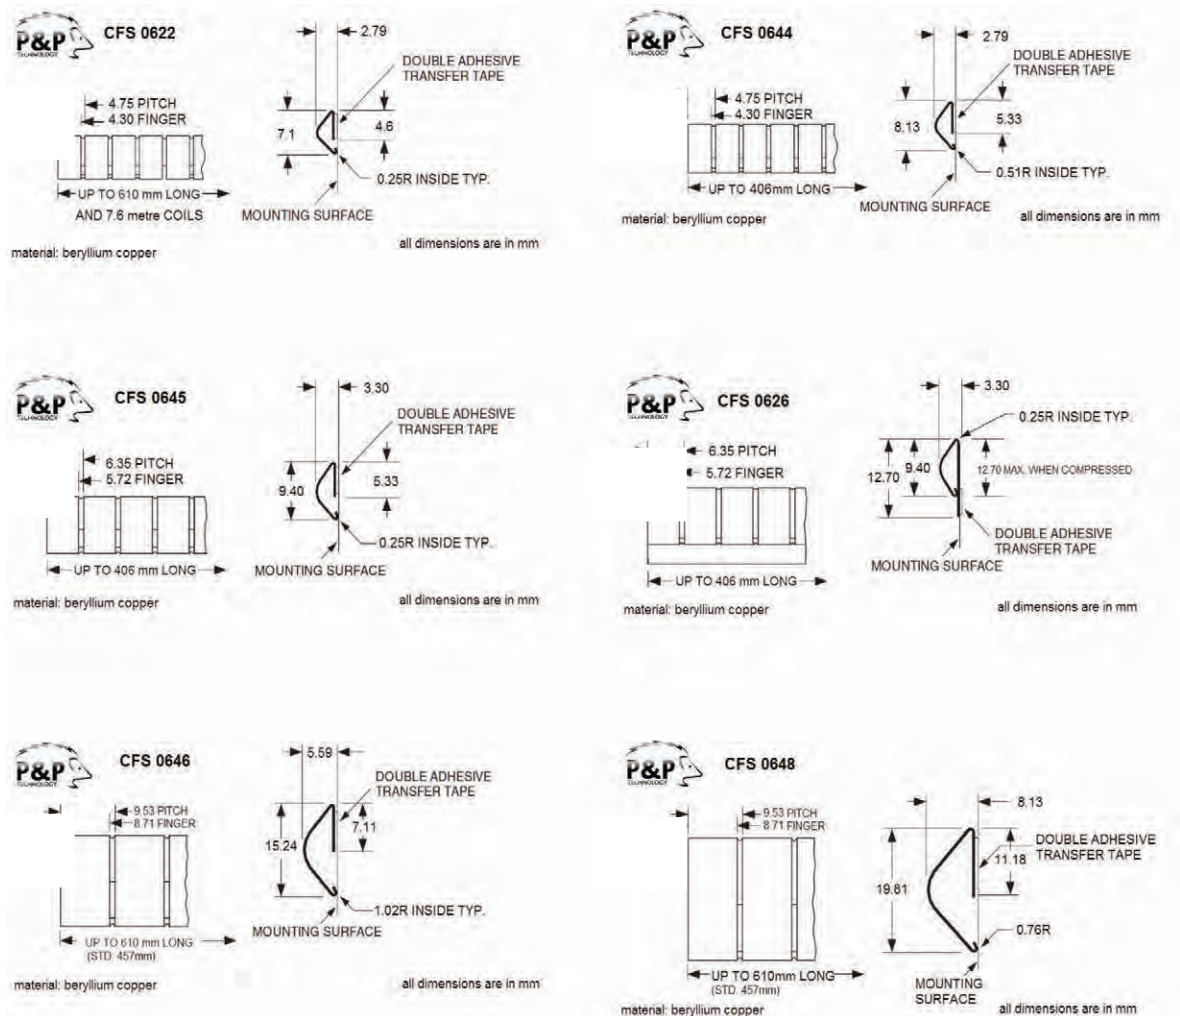 P&P
TECHNOLOGY
CFS 0622
2.79
DOUBLE ADHESIVE
TRANSFER TAPE
4.75 PITCH
4.30 FINGER
7.1
4.6
0.25R INSIDE TYP.
UP TO 610 mm LONG
AND 7.6 metre COILS
MOUNTING SURFACE
all dimensions are in mm
material: beryllium copper
P&P
TECHNOLOGY
CFS 0644
2.79
DOUBLE ADHESIVE
TRANSFER TAPE
4.75 PITCH
4.30 FINGER
8.13
5.33
0.51R INSIDE TYP.
UP TO 406mm LONG
MOUNTING SURFACE
material: beryllium copper
all dimensions are in mm
P&P
TECHNOLOGY
CFS 0645
3.30
DOUBLE ADHESIVE
TRANSFER TAPE
6.35 PITCH
5.72 FINGER
9.40
5.33
0.25R INSIDE TYP.
UP TO 406 mm LONG
MOUNTING SURFACE
material: beryllium copper
all dimensions are in mm
P&P
TECHNOLOGY
CFS 0626
3.30
0.25R INSIDE TYP.
6.35 PITCH
5.72 FINGER
12.70
9.40
12.70 MAX. WHEN COMPRESSED
DOUBLE ADHESIVE
TRANSFER TAPE
MOUNTING SURFACE
UP TO 406 mm LONG
material: beryllium copper
all dimensions are in mm
P&P
TECHNOLOGY
CFS 0646
5.59
DOUBLE ADHESIVE
TRANSFER TAPE
9.53 PITCH
8.71 FINGER
7.11
15.24
1.02R INSIDE TYP.
MOUNTING SURFACE
UP TO 610 mm LONG
(STD. 457mm)
material: beryllium copper
all dimensions are in mm
P&P
TECHNOLOGY
CFS 0648
8.13
9.53 PITCH
8.71 FINGER
DOUBLE ADHESIVE
TRANSFER TAPE
11.18
19.81
0.76R
UP TO 610mm LONG
(STD. 457mm)
MOUNTING
SURFACE
material: beryllium copper
all dimensions are in mm